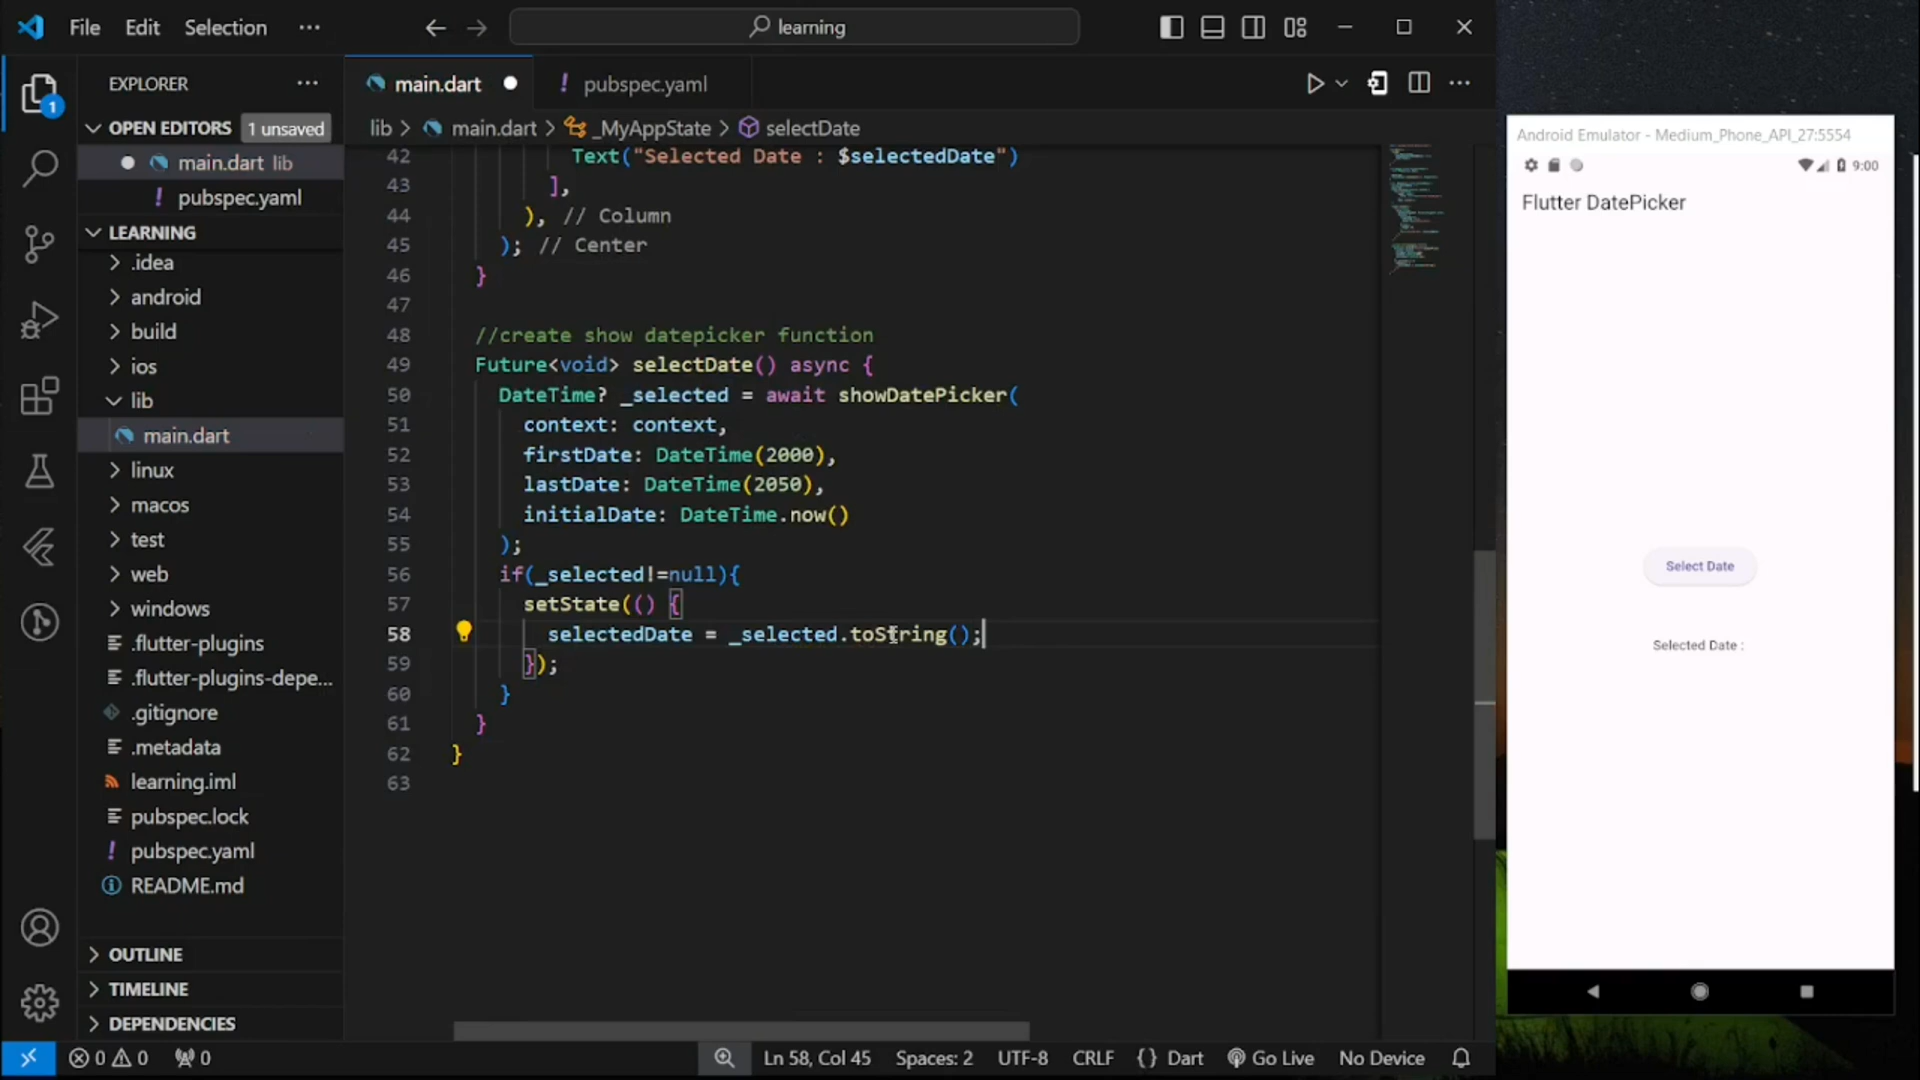 File Edit Selection ···
learning
EXPLORER
OPEN EDITORS 1 unsaved
main.dart lib
pubspec.yaml
LEARNING
.idea
android
build
ios
lib
main.dart
linux
macos
test
web
windows
.flutter-plugins
.flutter-plugins-depe...
.gitignore
.metadata
learning.iml
pubspec.lock
pubspec.yaml
README.md
OUTLINE
TIMELINE
DEPENDENCIES
1
main.dart
pubspec.yaml
lib > main.dart > _MyAppState > selectDate
42 Text("Selected Date : $selectedDate")
43 ],
44 ), // Column
45 ); // Center
46 }
47
48 //create show datepicker function
49 Future<void> selectDate() async {
50 DateTime? _selected = await showDatePicker(
51 context: context,
52 firstDate: DateTime(2000),
53 lastDate: DateTime(2050),
54 initialDate: DateTime.now()
55 );
56 if(_selected!=null){
57 setState(() {
58 selectedDate = _selected.toString();
59 });
60 }
61 }
62 }
63
0 0 0
Ln 58, Col 45 Spaces: 2 UTF-8 CRLF {} Dart Go Live No Device
Android Emulator - Medium_Phone_API_27:5554
9:00
Flutter DatePicker
Select Date
Selected Date :